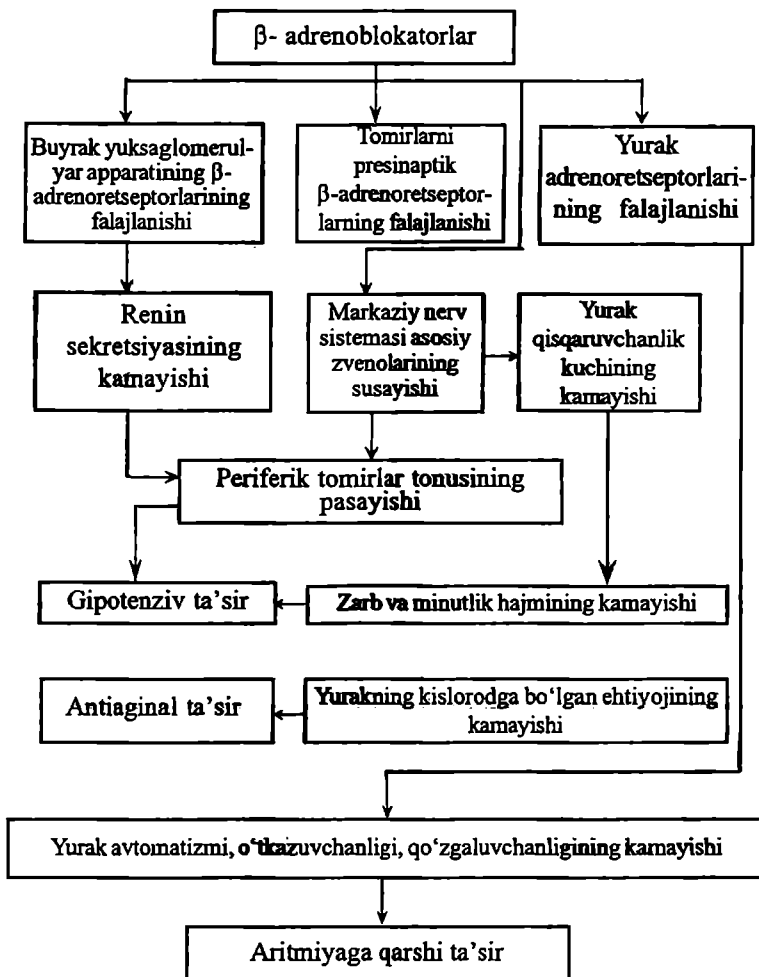 β- adrenoblokatorlar
Buyrak yuksaglomerul-
yar apparatining β-
adrenoretseptorlarining
falajlanishi
Tomirlarni
presinaptik
β-adrenoretseptor-
larning falajlanishi
Yurak
adrenoretseptorlari-
ning falajlanishi
Renin
sekretsiyasining
kamayishi
Markaziy nerv
sistemasi asosiy
zvenolarining
susayishi
Yurak
qisqaruvchanlik
kuchining
kamayishi
Periferik tomirlar tonusining
pasayishi
Gipotenziv ta’sir
Zarb va minutlik hajmining kamayishi
Antiaginal ta’sir
Yurakning kislorodga bo‘lgan ehtiyojining
kamayishi
Yurak avtomatizmi, o‘tkazuvchanligi, qo‘zgaluvchanligining kamayishi
Aritmiyaga qarshi ta’sir